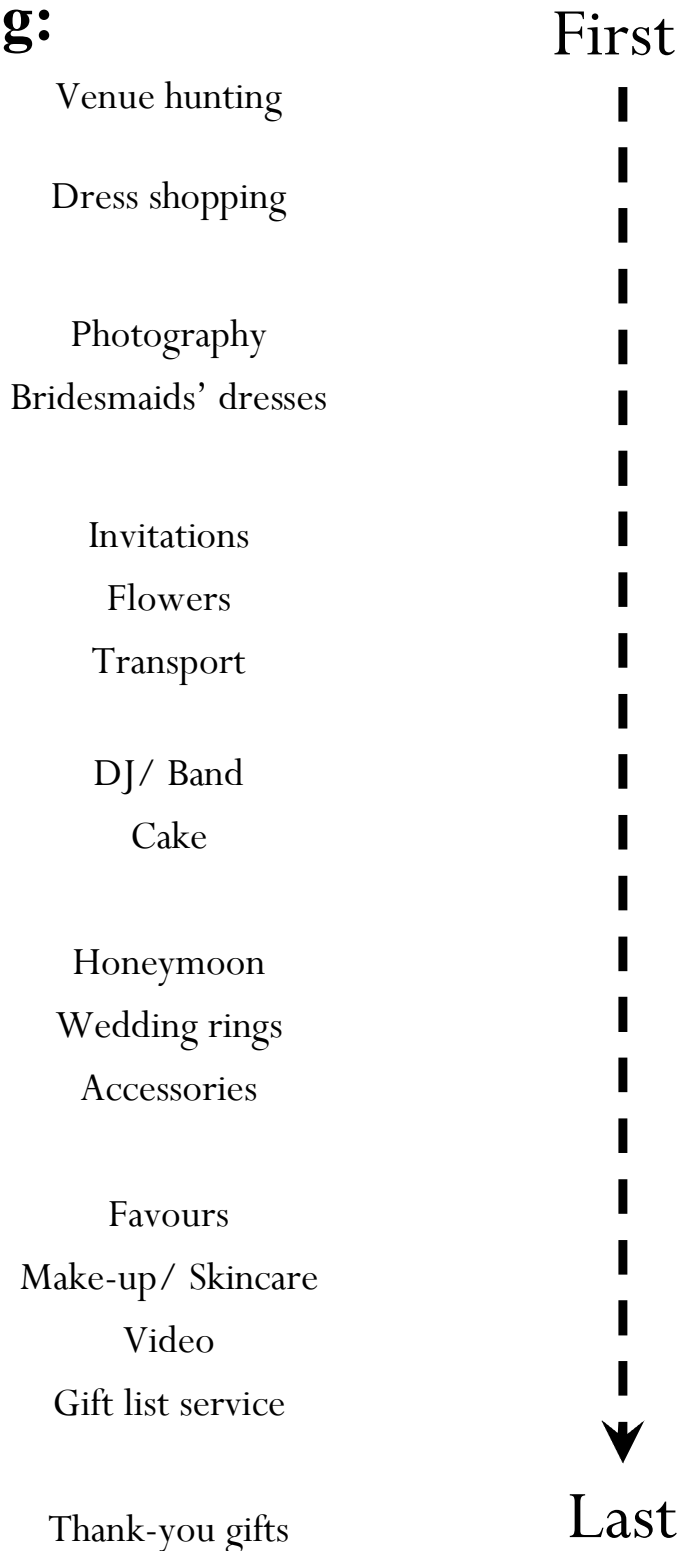 g:
First
Venue hunting
Dress shopping
Photography
Bridesmaids’ dresses
Invitations
Flowers
Transport
DJ/ Band
Cake
Honeymoon
Wedding rings
Accessories
Favours
Make-up/ Skincare
Video
Gift list service
Thank-you gifts
Last